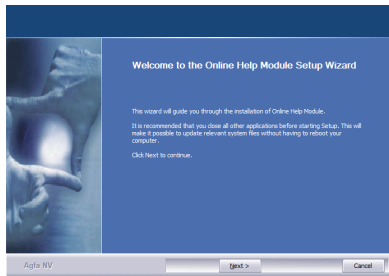 Welcome to the Online Help Module Setup Wizard
This wizard will guide you through the installation of Online Help Module.
It is recommended that you close all other applications before starting Setup. This will
make it possible to update relevant system files without having to reboot your
computer.
Click Next to continue.
Agfa NV
Next >
Cancel